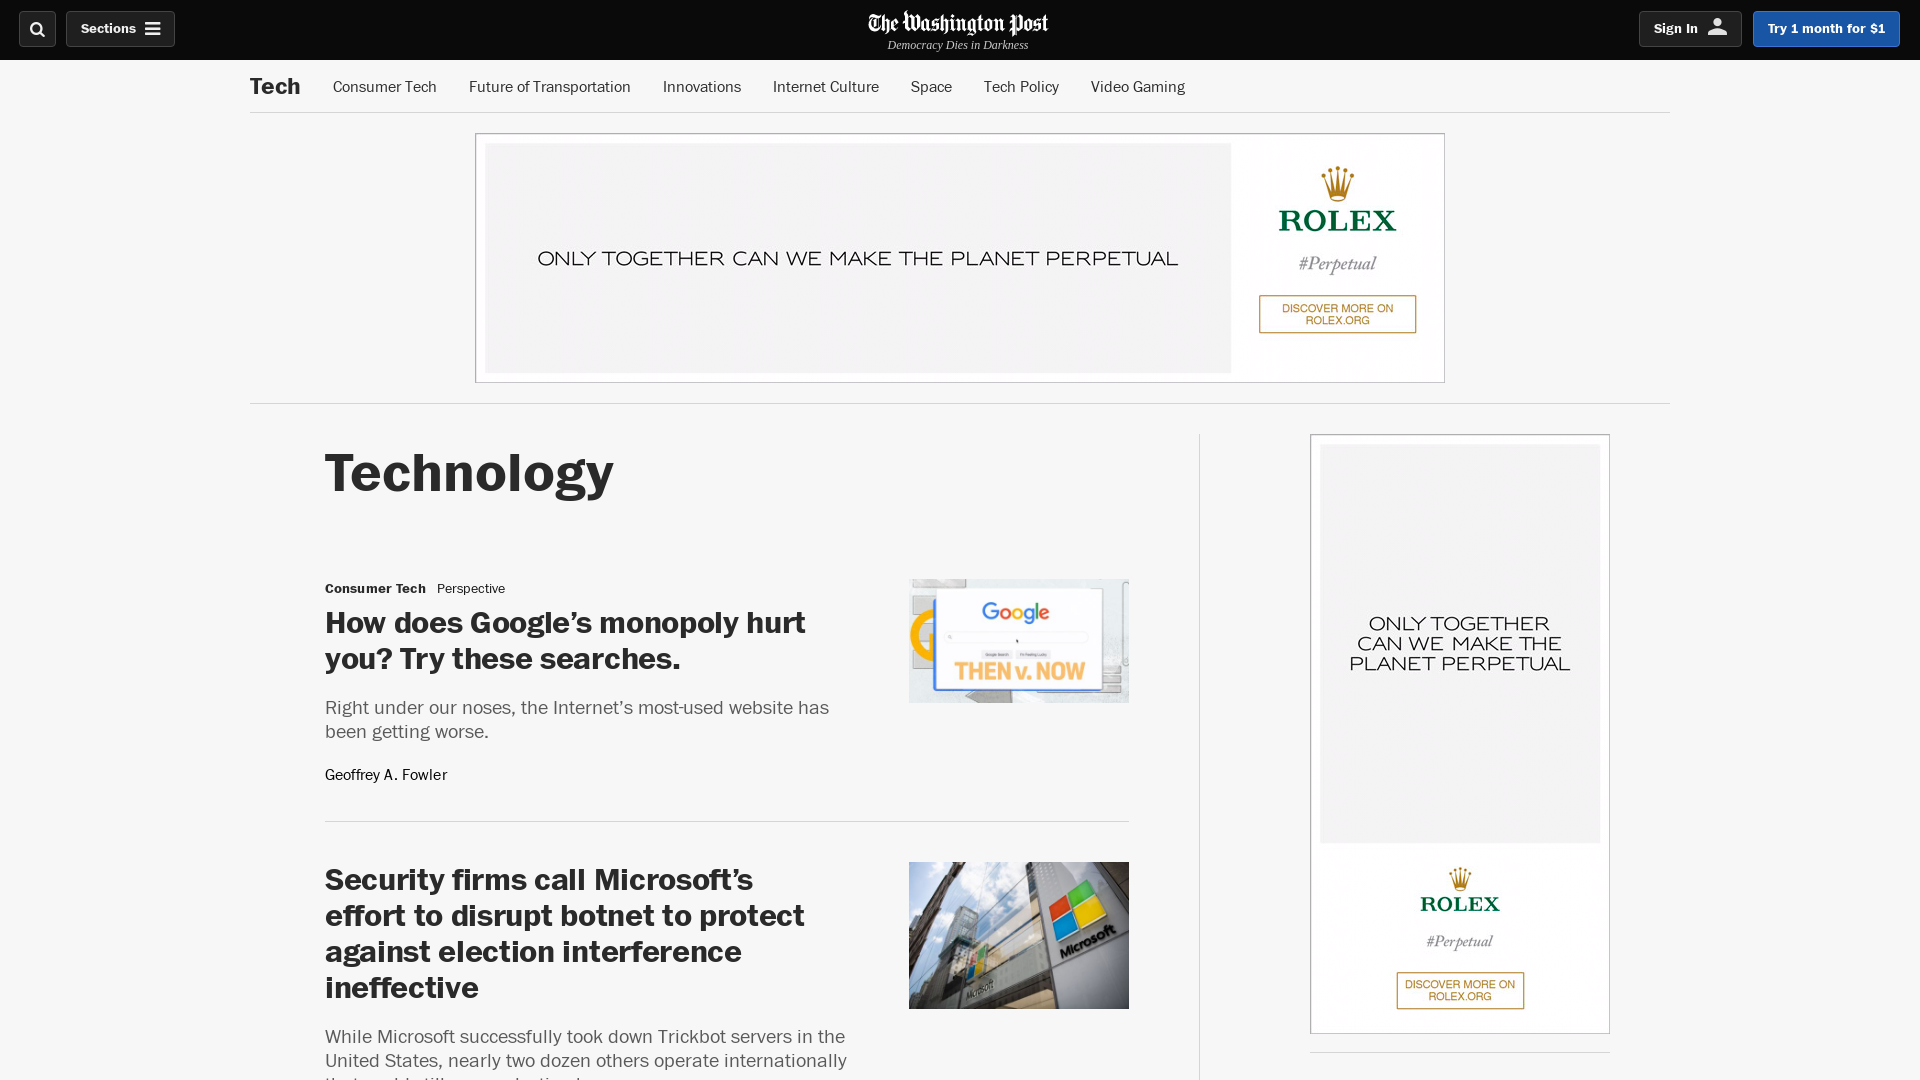 Sections
The Washington Post
Democracy Dies in Darkness
Sign In
Try 1 month for $1
Tech
Consumer Tech
Future of Transportation
Innovations
Internet Culture
Space
Tech Policy
Video Gaming
ONLY TOGETHER CAN WE MAKE THE PLANET PERPETUAL
ROLEX
#Perpetual
DISCOVER MORE ON
ROLEX.ORG
Technology
Consumer Tech Perspective
How does Google’s monopoly hurt
you? Try these searches.
Right under our noses, the Internet’s most-used website has
been getting worse.
Geoffrey A. Fowler
Google
Google Search I'm Feeling Lucky
THEN v. NOW
Security firms call Microsoft’s
effort to disrupt botnet to protect
against election interference
ineffective
While Microsoft successfully took down Trickbot servers in the
United States, nearly two dozen others operate internationally
Microsoft
Microsoft
ONLY TOGETHER
CAN WE MAKE THE
PLANET PERPETUAL
ROLEX
#Perpetual
DISCOVER MORE ON
ROLEX.ORG